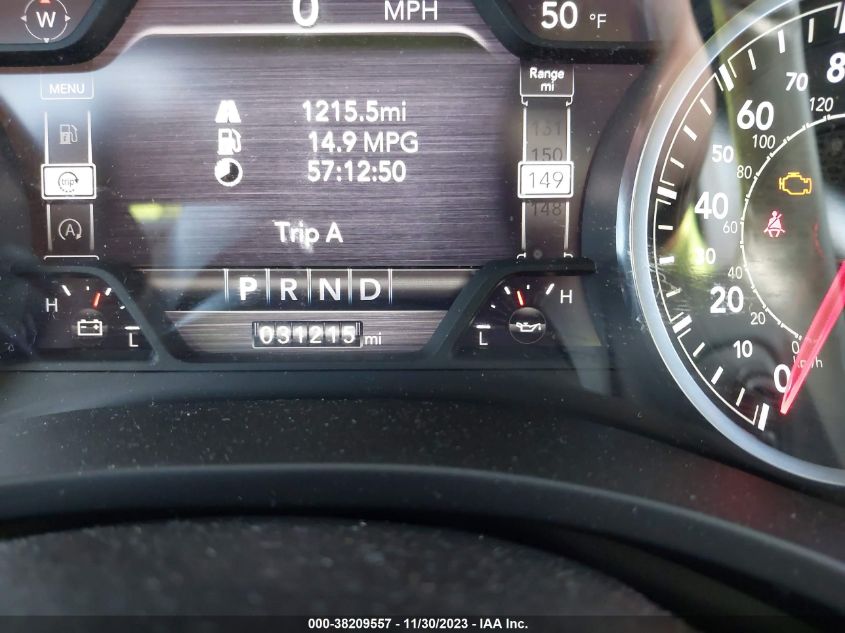 W
0 MPH
50 °F
MENU
1215.5mi
14.9 MPG
57:12:50
trip
A
Trip A
Range
mi
151
150
149
148
P R N D
H
L
031215 mi
H
L
80
70
60
50
40
30
20
10
0
120
100
80
60
40
20
0
km/h
000-38209557 - 11/30/2023 - IAA Inc.